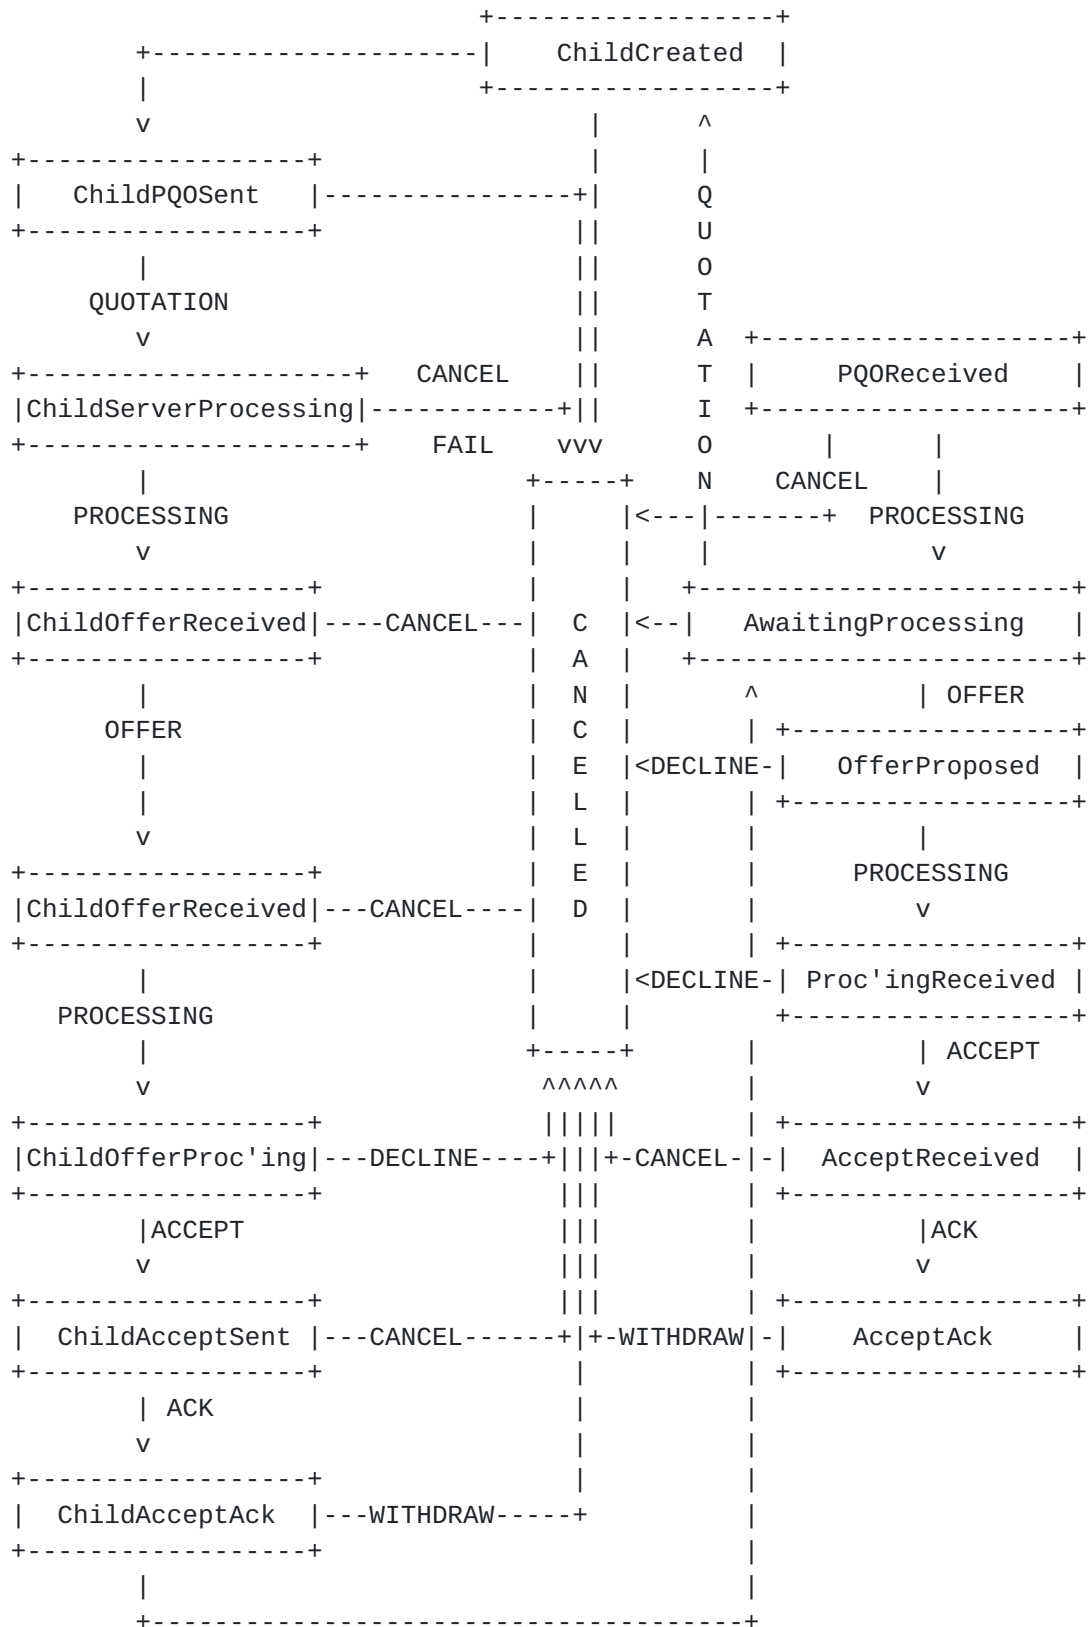 ChildCreated
ChildPQOSent Q
U
O
QUOTATION T
A
CANCEL T PQOReceived
ChildServerProcessing I
FAIL O
N CANCEL
PROCESSING PROCESSING
ChildOfferReceived CANCEL C AwaitingProcessing
A
N OFFER
OFFER C
E DECLINE OfferProposed
L
L
E PROCESSING
ChildOfferReceived CANCEL D
DECLINE Proc'ingReceived
PROCESSING
ACCEPT
ChildOfferProc'ing DECLINE CANCEL AcceptReceived
ACCEPT ACK
ChildAcceptSent CANCEL WITHDRAW AcceptAck
ACK
ChildAcceptAck WITHDRAW